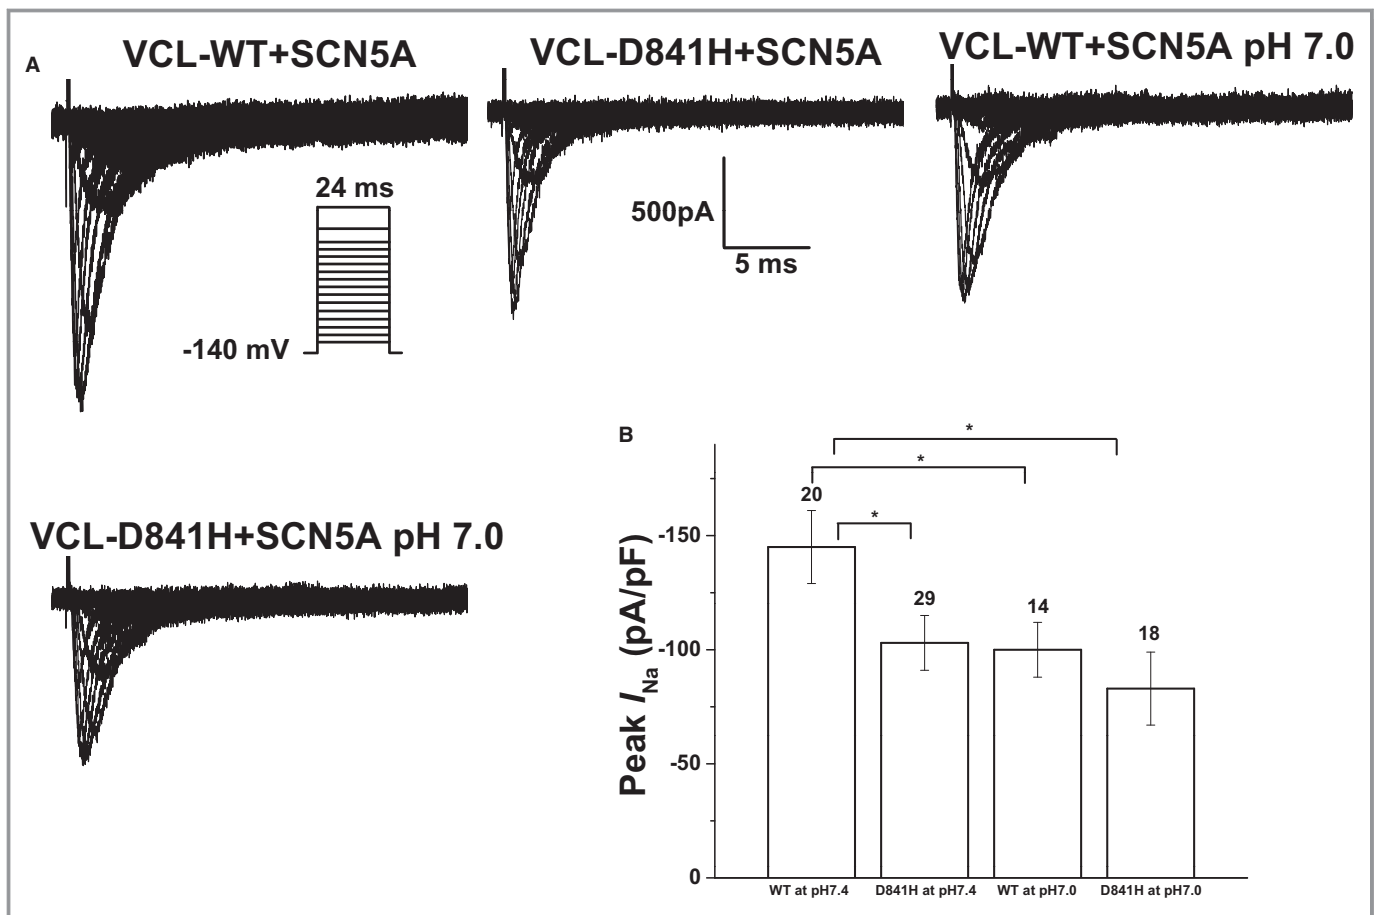 A
VCL-WT+SCN5A
VCL-D841H+SCN5A
VCL-WT+SCN5A pH 7.0
24 ms
-140 mV
500pA
5 ms
VCL-D841H+SCN5A pH 7.0
B
*
*
*
20
29
14
18
Peak INa (pA/pF)
-150
-100
-50
0
WT at pH7.4
D841H at pH7.4
WT at pH7.0
D841H at pH7.0